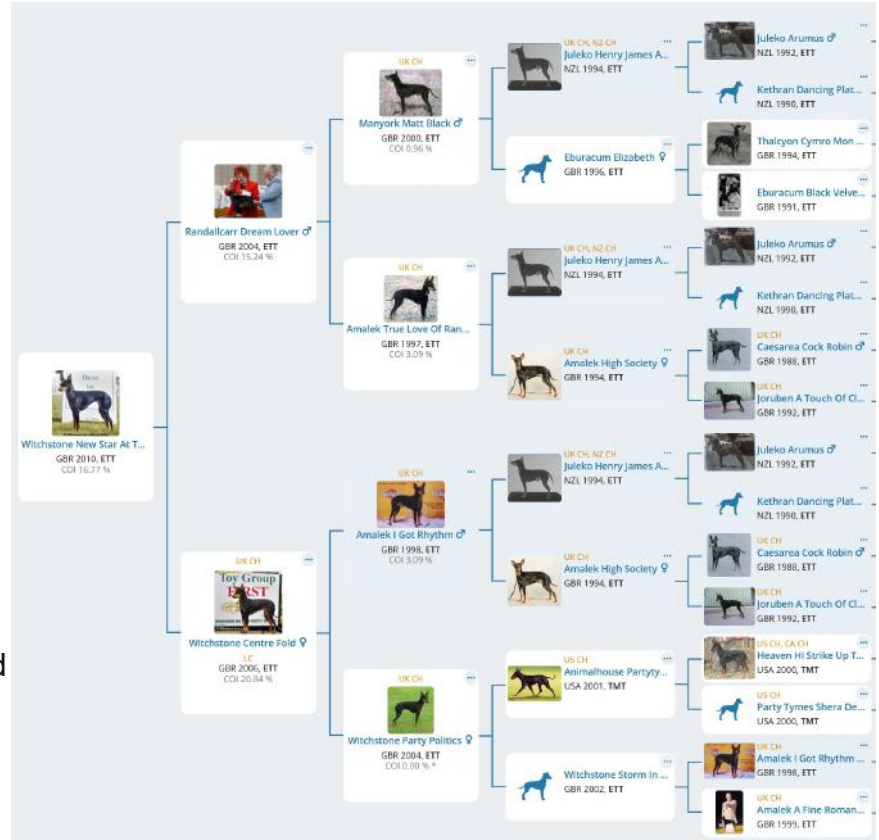 Witchstone New Star At T...
GBR 2010, ETT
COI 16.77 %
Randallcarr Dream Lover ♂
GBR 2004, ETT
COI 15.24 %
UK CH
Witchstone Centre Fold ♀
LC
GBR 2006, ETT
COI 20.84 %
d
UK CH
Manyork Matt Black ♂
GBR 2000, ETT
COI 0.96 %
UK CH
Amalek True Love Of Ran...
GBR 1997, ETT
COI 3.09 %
UK CH
Amalek I Got Rhythm ♂
GBR 1998, ETT
COI 3.09 %
UK CH
Witchstone Party Politics ♀
GBR 2004, ETT
COI 0.00 % *
UK CH, NZ CH
Juleko Henry James A...
NZL 1994, ETT
Eburacum Elizabeth ♀
GBR 1996, ETT
UK CH, NZ CH
Juleko Henry James A...
NZL 1994, ETT
UK CH
Amalek High Society ♀
GBR 1994, ETT
UK CH, NZ CH
Juleko Henry James A...
NZL 1994, ETT
UK CH
Amalek High Society ♀
GBR 1994, ETT
US CH
Animalhouse Partyty...
USA 2001, TMT
Witchstone Storm In ...
GBR 2002, ETT
Juleko Arumus ♂
NZL 1992, ETT
Kethran Dancing Plat...
NZL 1990, ETT
Thalcyon Cymro Mon ...
GBR 1994, ETT
Eburacum Black Velve...
GBR 1991, ETT
Juleko Arumus ♂
NZL 1992, ETT
Kethran Dancing Plat...
NZL 1990, ETT
UK CH
Caesarea Cock Robin ♂
GBR 1988, ETT
UK CH
Joruben A Touch Of Cl...
GBR 1992, ETT
Juleko Arumus ♂
NZL 1992, ETT
Kethran Dancing Plat...
NZL 1990, ETT
UK CH
Caesarea Cock Robin ♂
GBR 1988, ETT
UK CH
Joruben A Touch Of Cl...
GBR 1992, ETT
US CH, CA CH
Heaven Hi Strike Up T...
USA 2000, TMT
US CH
Party Tymes Shera De...
USA 2000, TMT
UK CH
Amalek I Got Rhythm ...
GBR 1998, ETT
UK CH
Amalek A Fine Roman...
GBR 1999, ETT
Best
in
Toy Group
FIRST